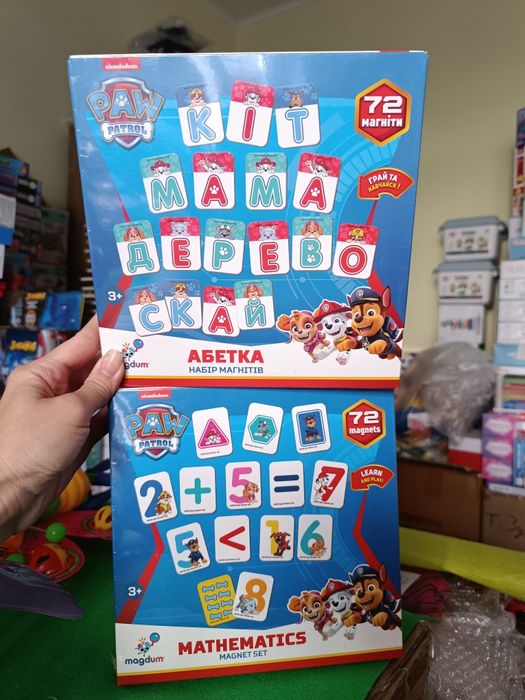 nickelodeon
PAW
PATROL
КІТ
72
МАГНІТИ
МАМА
ГРАЙ ТА
НАВЧАЙСЯ!
ДЕРЕВО
3+
СКАЙ
magdum
АБЕТКА
НАБІР МАГНІТІВ
nickelodeon
PAW
PATROL
72
magnets
2+5=7
LEARN
AND PLAY!
5<16
3+
8
magdum
MATHEMATICS
MAGNET SET